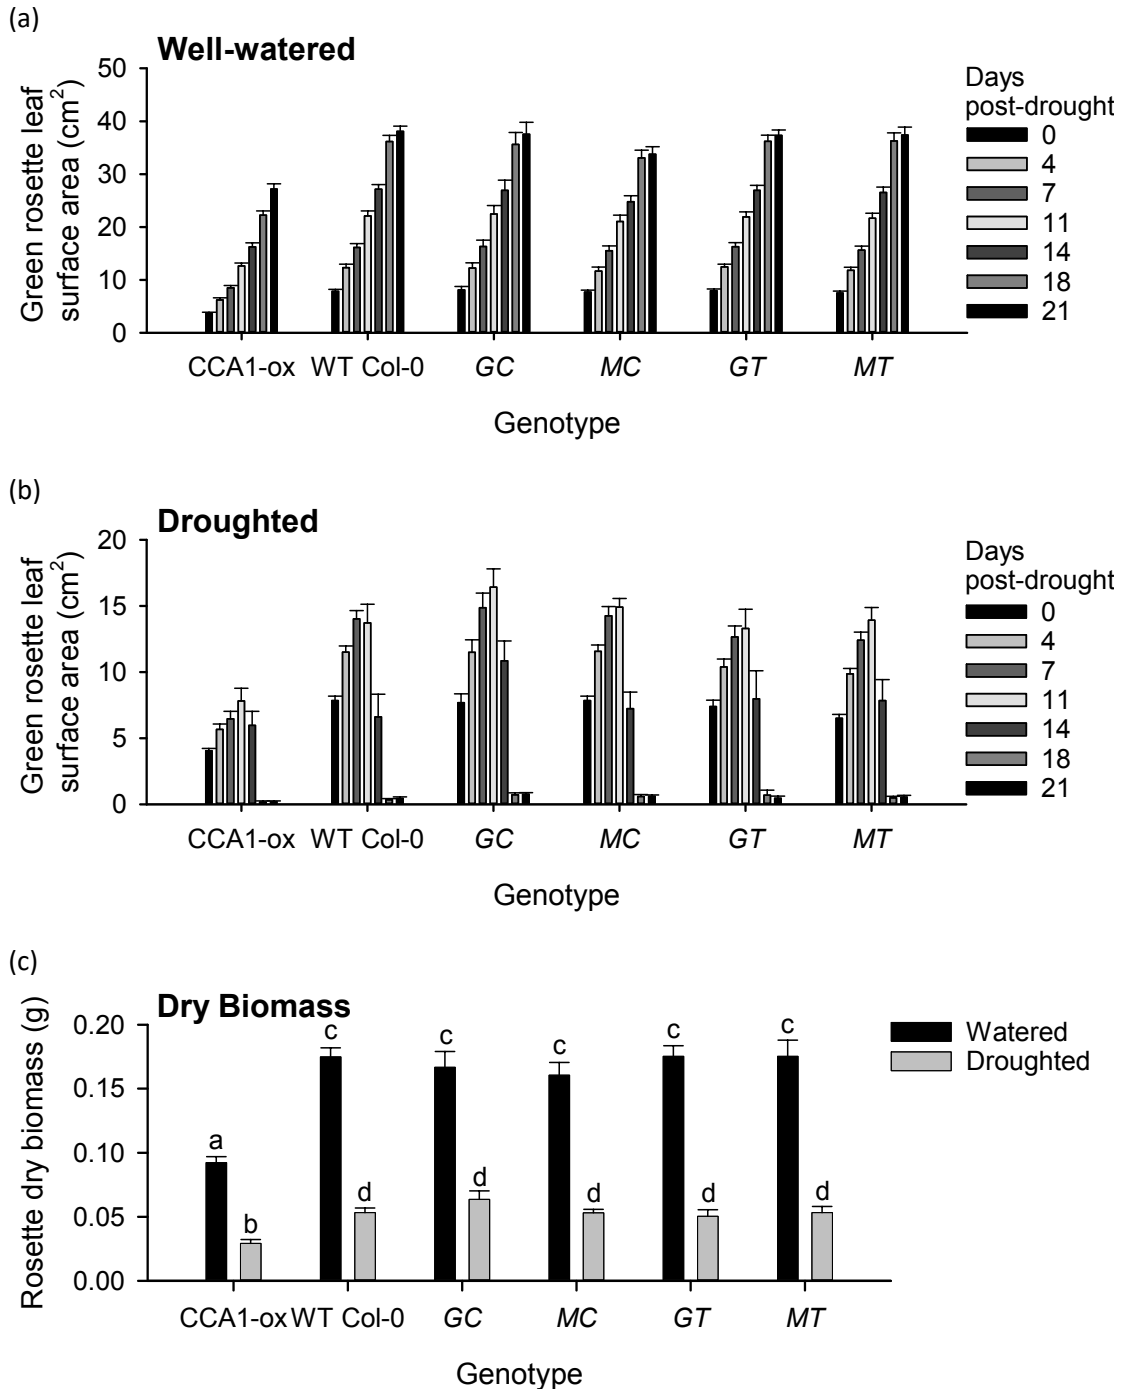 (a)
Well-watered
Green rosette leaf
surface area (cm²)
50
40
30
20
10
0
CCA1-ox WT Col-0 GC MC GT MT
Genotype
Days
post-drought
0
4
7
11
14
18
21
(b)
Droughted
Green rosette leaf
surface area (cm²)
20
15
10
5
0
CCA1-ox WT Col-0 GC MC GT MT
Genotype
Days
post-drought
0
4
7
11
14
18
21
(c)
Dry Biomass
Rosette dry biomass (g)
0.20
0.15
0.10
0.05
0.00
a b c d c d c d c d c d
CCA1-ox WT Col-0 GC MC GT MT
Genotype
Watered
Droughted